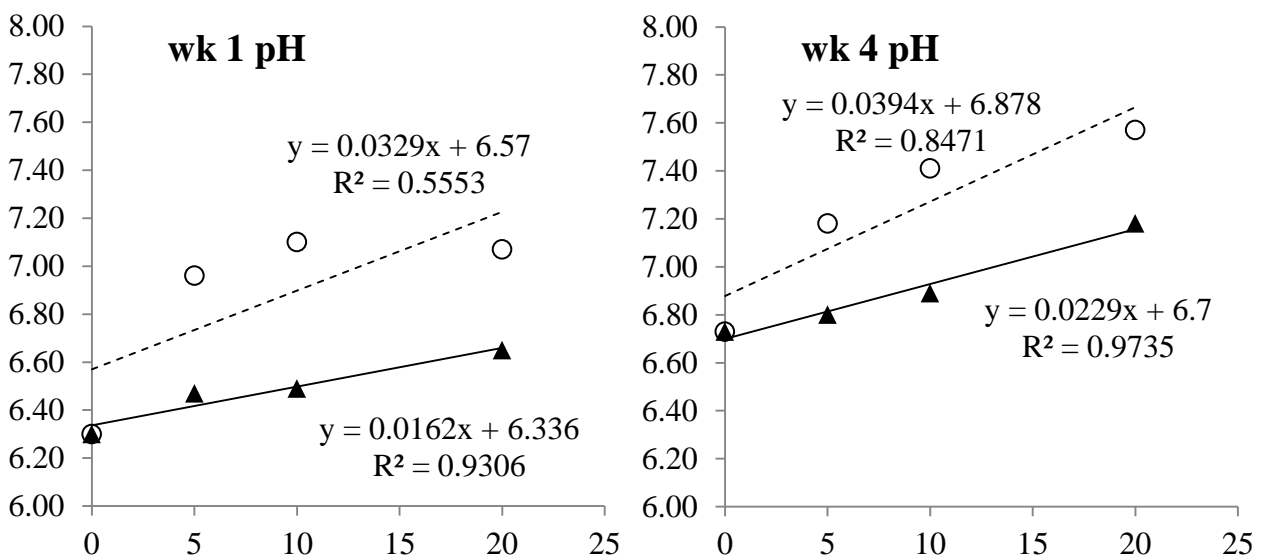 wk 1 pH
8.00
7.80
7.60
7.40
7.20
7.00
6.80
6.60
6.40
6.20
6.00
y = 0.0329x + 6.57
R² = 0.5553
y = 0.0162x + 6.336
R² = 0.9306
0 5 10 15 20 25
wk 4 pH
8.00
7.80
7.60
7.40
7.20
7.00
6.80
6.60
6.40
6.20
6.00
y = 0.0394x + 6.878
R² = 0.8471
y = 0.0229x + 6.7
R² = 0.9735
0 5 10 15 20 25